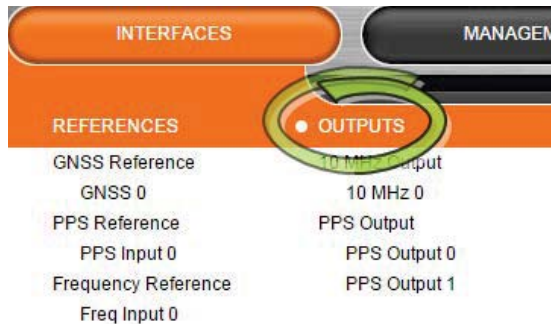 INTERFACES
MANAGEM
REFERENCES
OUTPUTS
GNSS Reference
GNSS 0
PPS Reference
PPS Input 0
Frequency Reference
Freq Input 0
10 MHz Output
10 MHz 0
PPS Output
PPS Output 0
PPS Output 1